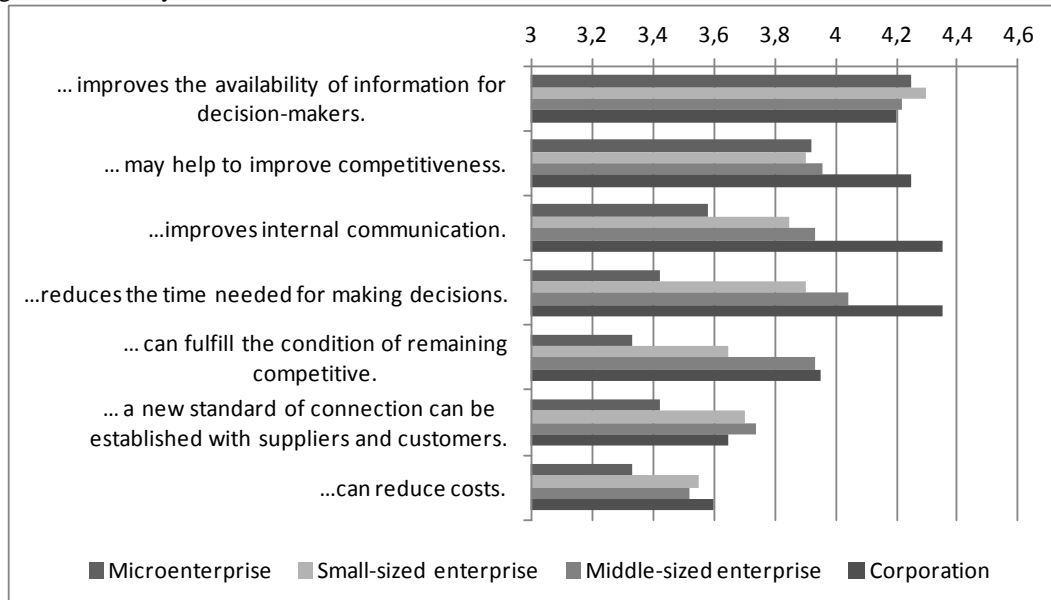 3 3,2 3,4 3,6 3,8 4 4,2 4,4 4,6
... improves the availability of information for
decision-makers.
... may help to improve competitiveness.
...improves internal communication.
...reduces the time needed for making decisions.
... can fulfill the condition of remaining
competitive.
... a new standard of connection can be
established with suppliers and customers.
...can reduce costs.
Microenterprise Small-sized enterprise Middle-sized enterprise Corporation